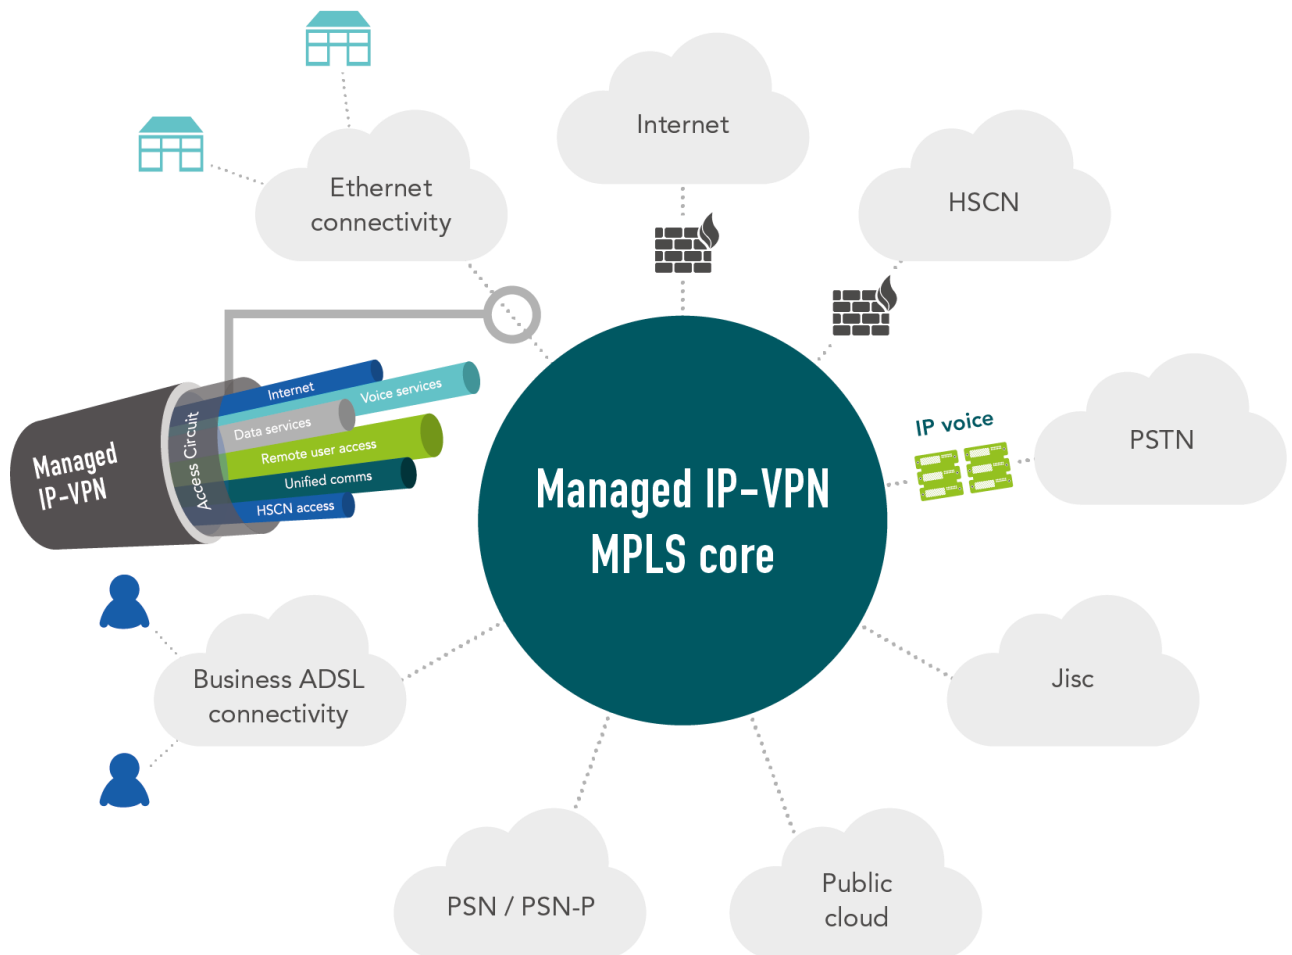 Internet
Ethernet
connectivity
HSCN
Internet
Voice services
Data services
Remote user access
Unified comms
HSCN access
Access Circuit
Managed
IP-VPN
IP voice
PSTN
Managed IP-VPN
MPLS core
Business ADSL
connectivity
Jisc
PSN / PSN-P
Public
cloud